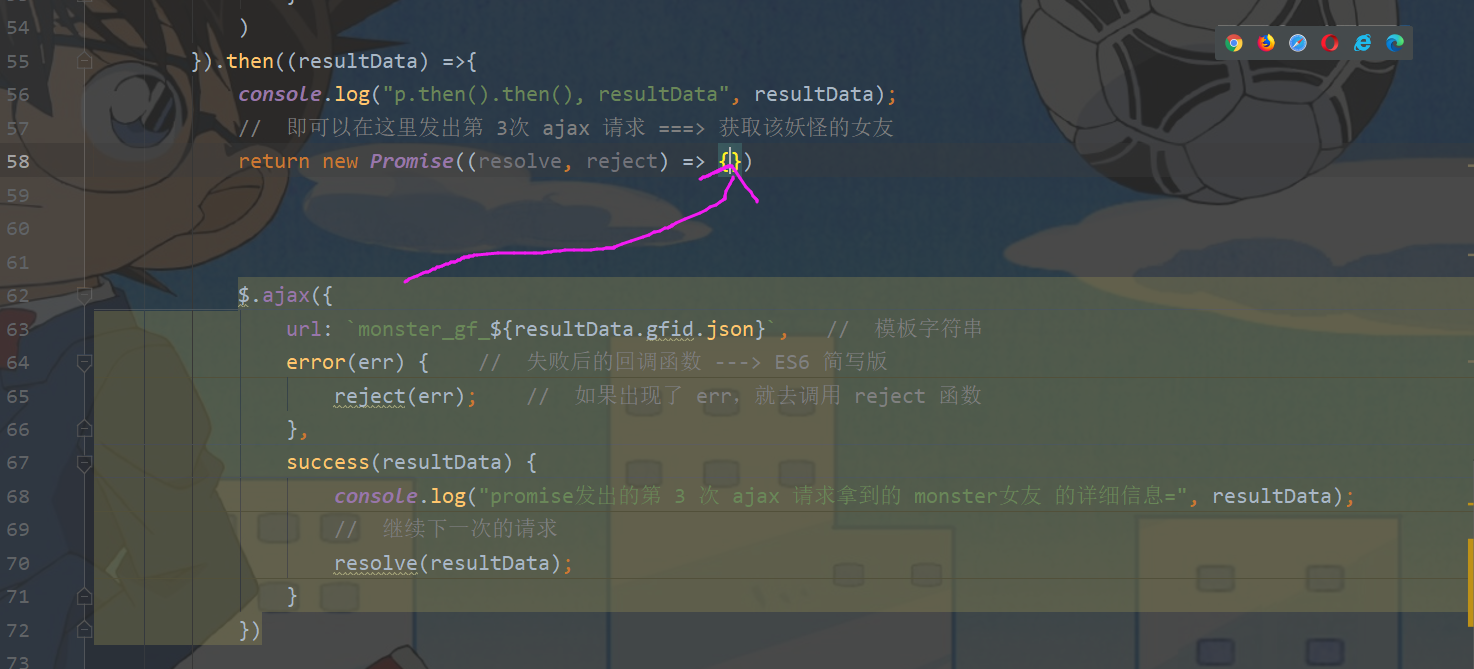 54 )
55 }).then((resultData) =>{
56 console.log("p.then().then(), resultData", resultData);
57 // 即可以在这里发出第 3次 ajax 请求 ===> 获取该妖怪的女友
58 return new Promise((resolve, reject) => {})
59
60
61
62 $.ajax({
63 url: `monster_gf_${resultData.gfid.json}`, // 模板字符串
64 error(err) { // 失败后的回调函数 ---> ES6 简写版
65 reject(err); // 如果出现了 err，就去调用 reject 函数
66 },
67 success(resultData) {
68 console.log("promise发出的第 3 次 ajax 请求拿到的 monster女友 的详细信息=", resultData);
69 // 继续下一次的请求
70 resolve(resultData);
71 }
72 })
73